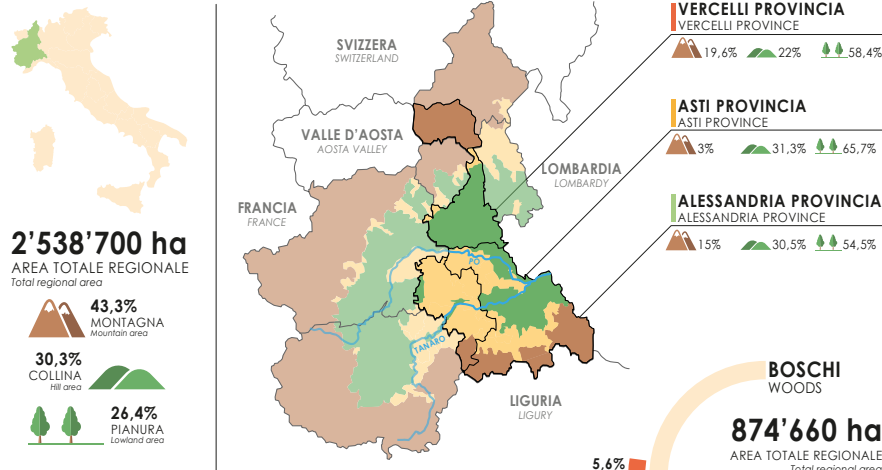 2'538'700 ha
AREA TOTALE REGIONALE
Total regional area
43,3%
MONTAGNA
Mountain area
30,3%
COLLINA
Hill area
26,4%
PIANURA
Lowland area
SVIZZERA
SWITZERLAND
VALLE D'AOSTA
AOSTA VALLEY
LOMBARDIA
LOMBARDY
FRANCIA
FRANCE
PO
TANARO
LIGURIA
LIGURY
VERCELLI PROVINCIA
VERCELLI PROVINCE
19,6% 22% 58,4%
ASTI PROVINCIA
ASTI PROVINCE
3% 31,3% 65,7%
ALESSANDRIA PROVINCIA
ALESSANDRIA PROVINCE
15% 30,5% 54,5%
BOSCHI
WOODS
874'660 ha
AREA TOTALE REGIONALE
Total regional area
5,6%